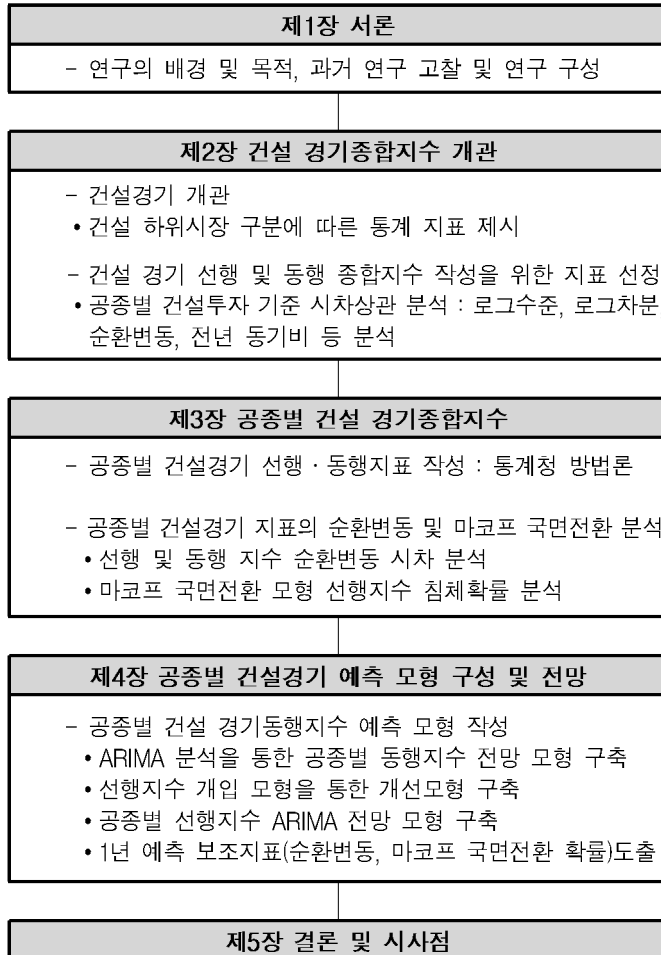 제1장 서론
- 연구의 배경 및 목적, 과거 연구 고찰 및 연구 구성
제2장 건설 경기종합지수 개관
- 건설경기 개관
• 건설 하위시장 구분에 따른 통계 지표 제시
- 건설 경기 선행 및 동행 종합지수 작성을 위한 지표 선정
• 공종별 건설투자 기준 시차상관 분석 : 로그수준, 로그차분
순환변동, 전년 동기비 등 분석
제3장 공종별 건설 경기종합지수
- 공종별 건설경기 선행 · 동행지표 작성 : 통계청 방법론
- 공종별 건설경기 지표의 순환변동 및 마코프 국면전환 분석
• 선행 및 동행 지수 순환변동 시차 분석
• 마코프 국면전환 모형 선행지수 침체확률 분석
제4장 공종별 건설경기 예측 모형 구성 및 전망
- 공종별 건설 경기동행지수 예측 모형 작성
• ARIMA 분석을 통한 공종별 동행지수 전망 모형 구축
• 선행지수 개입 모형을 통한 개선모형 구축
• 공종별 선행지수 ARIMA 전망 모형 구축
• 1년 예측 보조지표(순환변동, 마코프 국면전환 확률)도출
제5장 결론 및 시사점